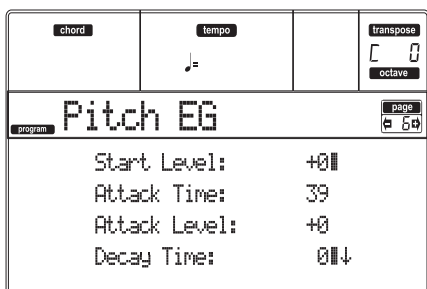 chord tempo transpose
♩= C 0
octave
program Pitch EG page
6
Start Level: +0
Attack Time: 39
Attack Level: +0
Decay Time: 0↓